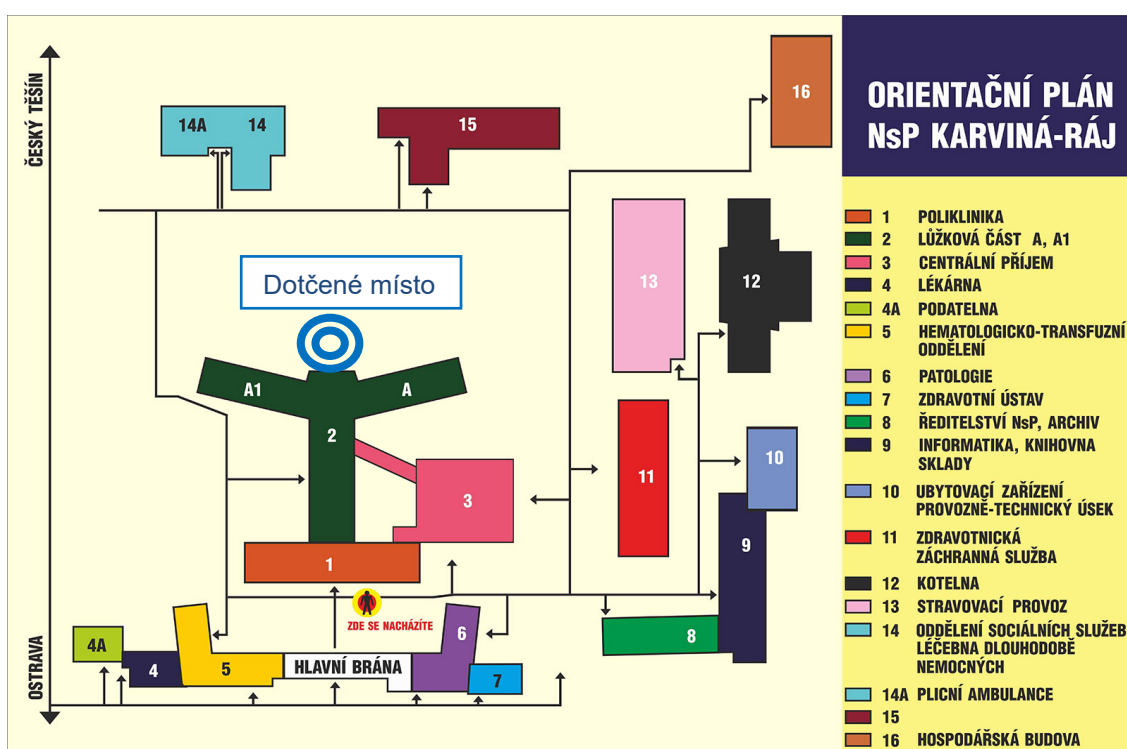 ORIENTAČNÍ PLÁN
NsP KARVINÁ-RÁJ
ČESKÝ TĚŠÍN
OSTRAVA
14A
14
15
16
13
12
Dotčené místo
A1
A
2
3
11
10
9
1
ZDE SE NACHÁZÍTE
8
4A
4
5
HLAVNÍ BRÁNA
6
7
1 POLIKLINIKA
2 LŮŽKOVÁ ČÁST A, A1
3 CENTRÁLNÍ PŘÍJEM
4 LÉKÁRNA
4A PODATELNA
5 HEMATOLOGICKO-TRANSFUZNÍ
ODDĚLENÍ
6 PATOLOGIE
7 ZDRAVOTNÍ ÚSTAV
8 ŘEDITELSTVÍ NsP, ARCHIV
9 INFORMATIKA, KNIHOVNA
SKLADY
10 UBYTOVACÍ ZAŘÍZENÍ
PROVOZNĚ-TECHNICKÝ ÚSEK
11 ZDRAVOTNICKÁ
ZÁCHRANNÁ SLUŽBA
12 KOTELNA
13 STRAVOVACÍ PROVOZ
14 ODDĚLENÍ SOCIÁLNÍCH SLUŽEB
LÉČEBNA DLOUHODOBĚ
NEMOCNÝCH
14A PLICNÍ AMBULANCE
15
16 HOSPODÁŘSKÁ BUDOVA